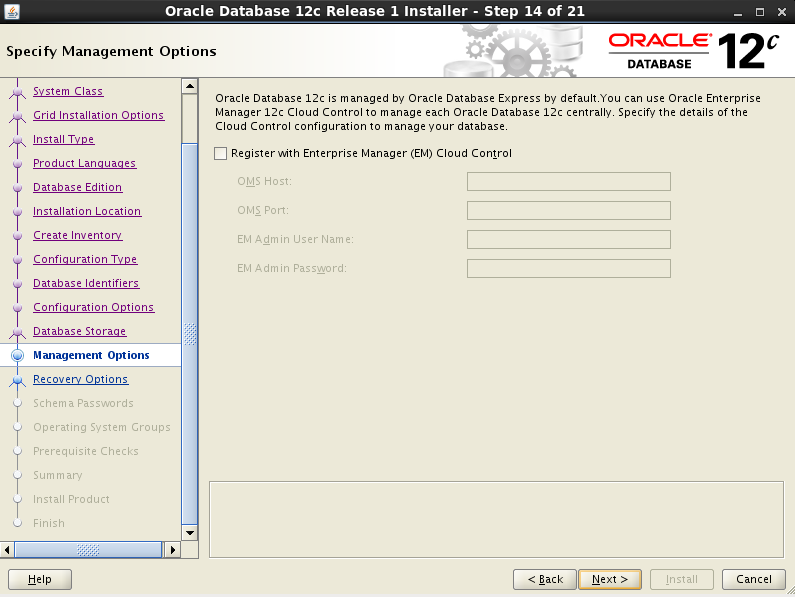 Oracle Database 12c Release 1 Installer - Step 14 of 21
Specify Management Options
ORACLE®
DATABASE
12c
System Class
Grid Installation Options
Install Type
Product Languages
Database Edition
Installation Location
Create Inventory
Configuration Type
Database Identifiers
Configuration Options
Database Storage
Management Options
Recovery Options
Schema Passwords
Operating System Groups
Prerequisite Checks
Summary
Install Product
Finish
Oracle Database 12c is managed by Oracle Database Express by default.You can use Oracle Enterprise
Manager 12c Cloud Control to manage each Oracle Database 12c centrally. Specify the details of the
Cloud Control configuration to manage your database.
Register with Enterprise Manager (EM) Cloud Control
OMS Host:
OMS Port:
EM Admin User Name:
EM Admin Password:
Help
< Back
Next >
Install
Cancel